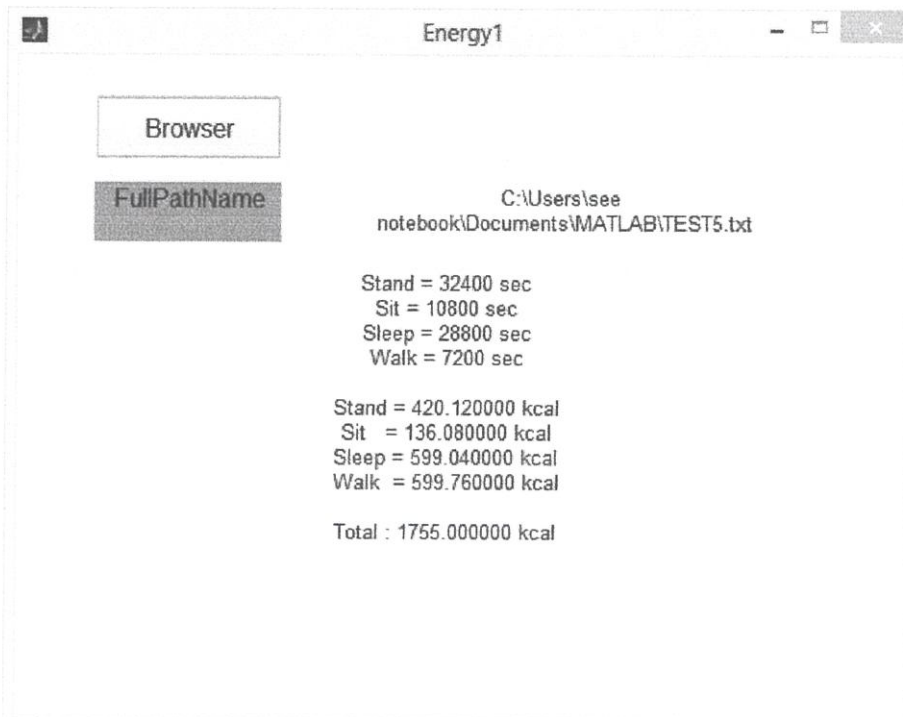 Energy1
Browser
FullPathName
C:\Users\see
notebook\Documents\MATLAB\TEST5.txt
Stand = 32400 sec
Sit = 10800 sec
Sleep = 28800 sec
Walk = 7200 sec
Stand = 420.120000 kcal
Sit = 136.080000 kcal
Sleep = 599.040000 kcal
Walk = 599.760000 kcal
Total : 1755.000000 kcal